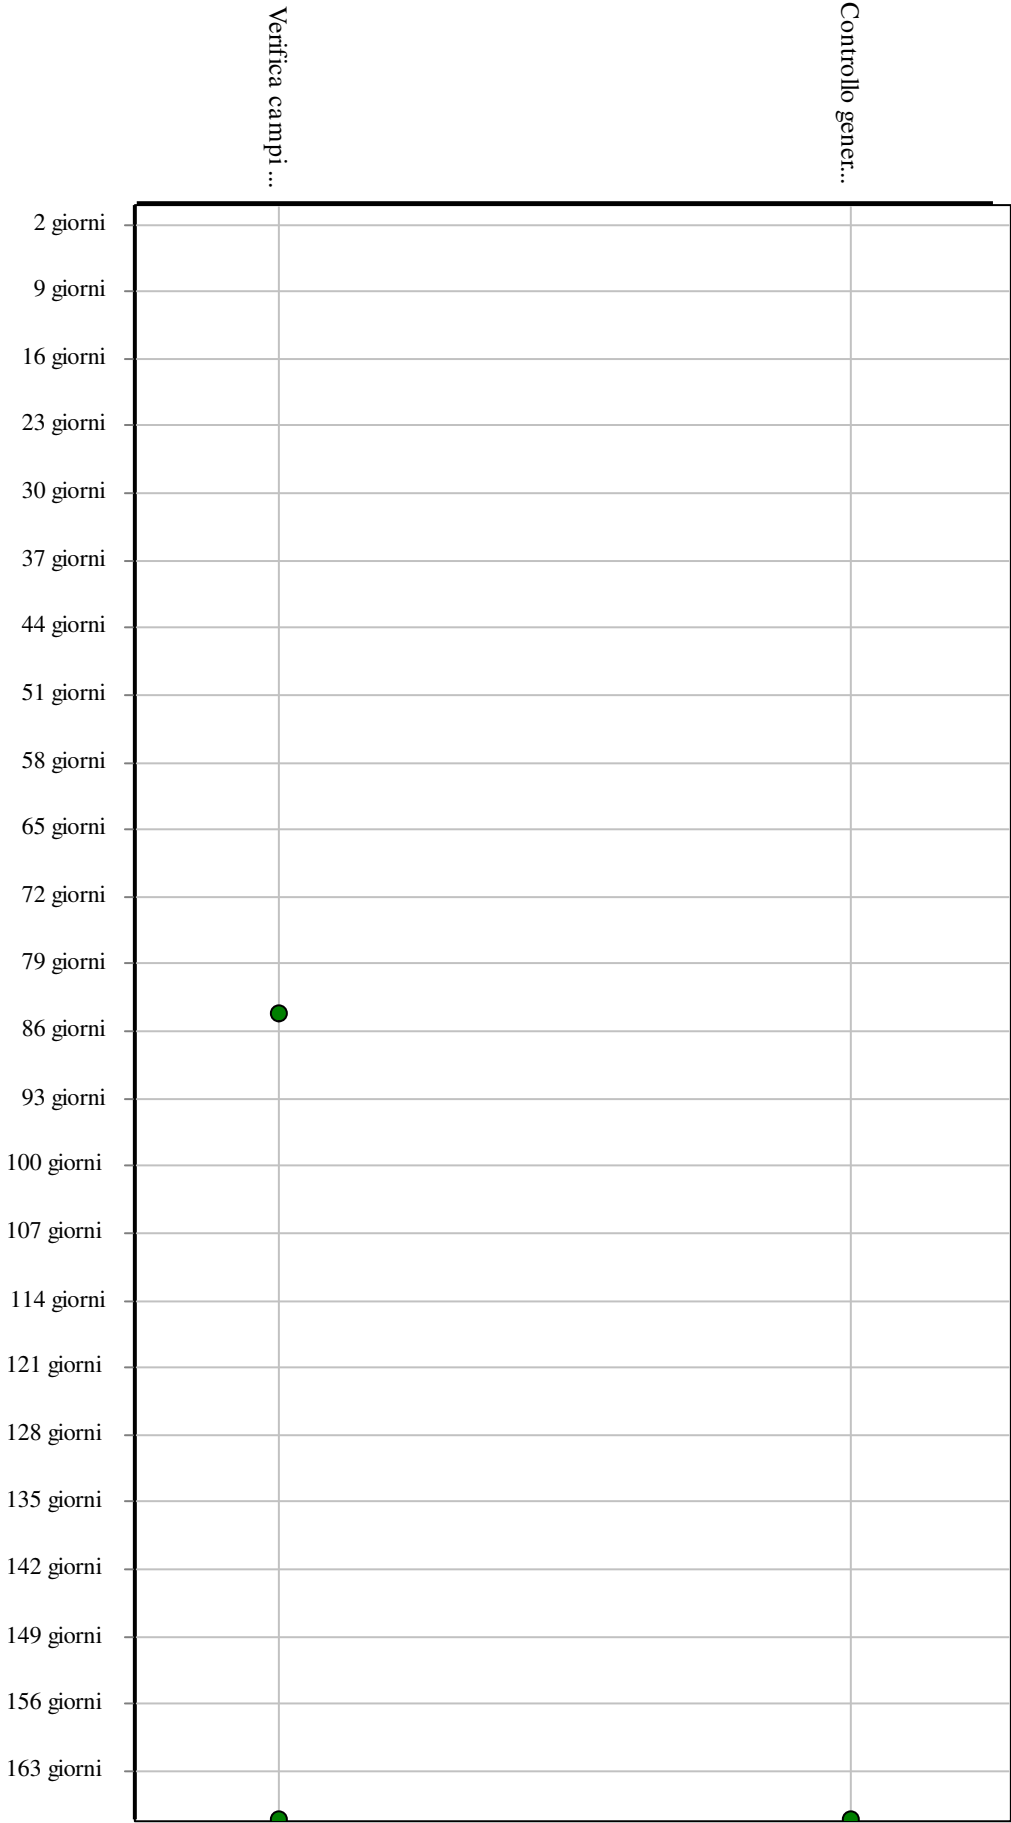 Verifica campi ...
Controllo gener...
2 giorni
9 giorni
16 giorni
23 giorni
30 giorni
37 giorni
44 giorni
51 giorni
58 giorni
65 giorni
72 giorni
79 giorni
86 giorni
93 giorni
100 giorni
107 giorni
114 giorni
121 giorni
128 giorni
135 giorni
142 giorni
149 giorni
156 giorni
163 giorni